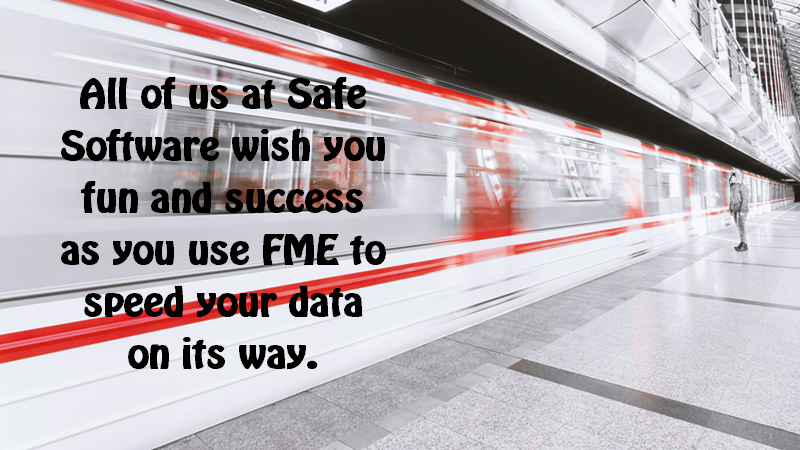 All of us at Safe
Software wish you
fun and success
as you use FME to
speed your data
on its way.